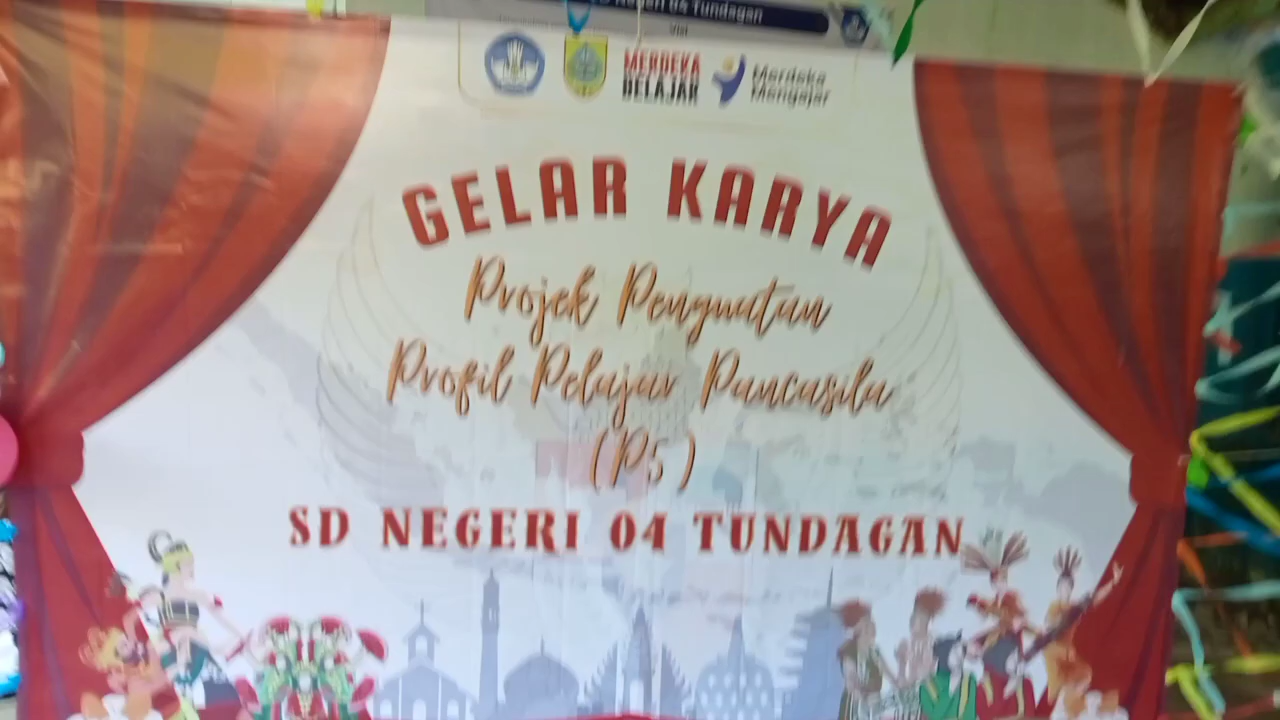 Negeri 04 Tundagan
MERDEKA
BELAJAR
Merdeka
Mengajar
GELAR KARYA
Projek Penguatan
Profil Pelajar Pancasila
(P5)
SD NEGERI 04 TUNDAGAN